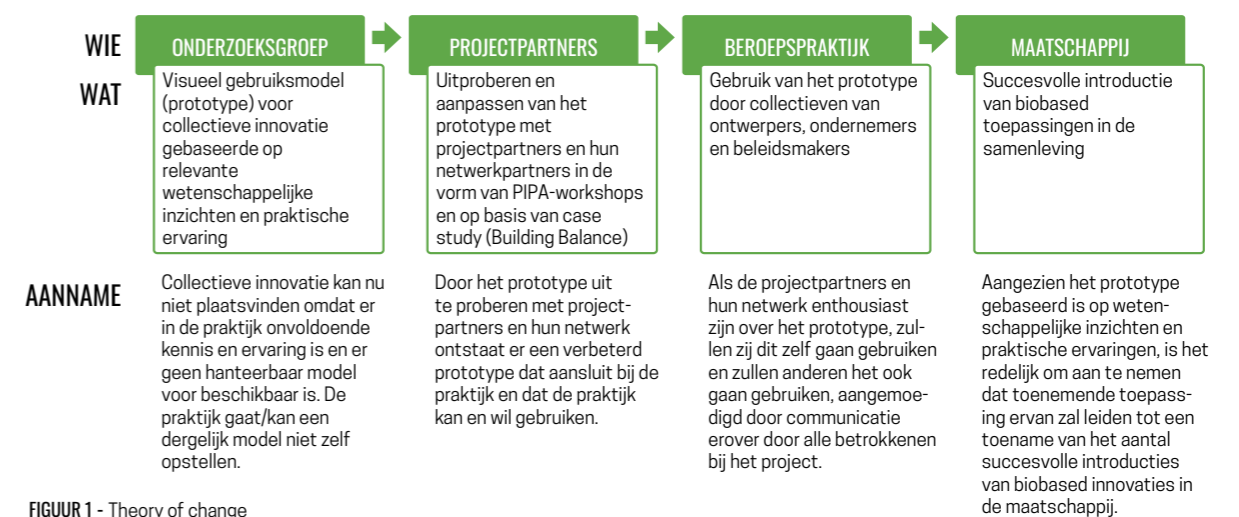 WIE
ONDERZOEKSGROEP
PROJECTPARTNERS
BEROEPSPRAKTIJK
MAATSCHAPPIJ
WAT
Visueel gebruiksmodel
(prototype) voor
collectieve innovatie
gebaseerde op
relevante
wetenschappelijke
inzichten en praktische
ervaring
Uitproberen en
aanpassen van het
prototype met
projectpartners en hun
netwerkpartners in de
vorm van PIPA-workshops
en op basis van case
study (Building Balance)
Gebruik van het prototype
door collectieven van
ontwerpers, ondernemers
en beleidsmakers
Succesvolle introductie
van biobased
toepassingen in de
samenleving
AANNAME
Collectieve innovatie kan nu
niet plaatsvinden omdat er
in de praktijk onvoldoende
kennis en ervaring is en er
geen hanteerbaar model
voor beschikbaar is. De
praktijk gaat/kan een
dergelijk model niet zelf
opstellen.
Door het prototype uit
te proberen met project-
partners en hun netwerk
ontstaat er een verbeterd
prototype dat aansluit bij de
praktijk en dat de praktijk
kan en wil gebruiken.
Als de projectpartners en
hun netwerk enthousiast
zijn over het prototype, zul-
len zij dit zelf gaan gebruiken
en zullen anderen het ook
gaan gebruiken, aangemoe-
digd door communicatie
erover door alle betrokkenen
bij het project.
Aangezien het prototype
gebaseerd is op weten-
schappelijke inzichten en
praktische ervaringen, is het
redelijk om aan te nemen
dat toenemende toepass-
ing ervan zal leiden tot een
toename van het aantal
succesvolle introducties
van biobased innovaties in
de maatschappij.
FIGUUR 1 - Theory of change